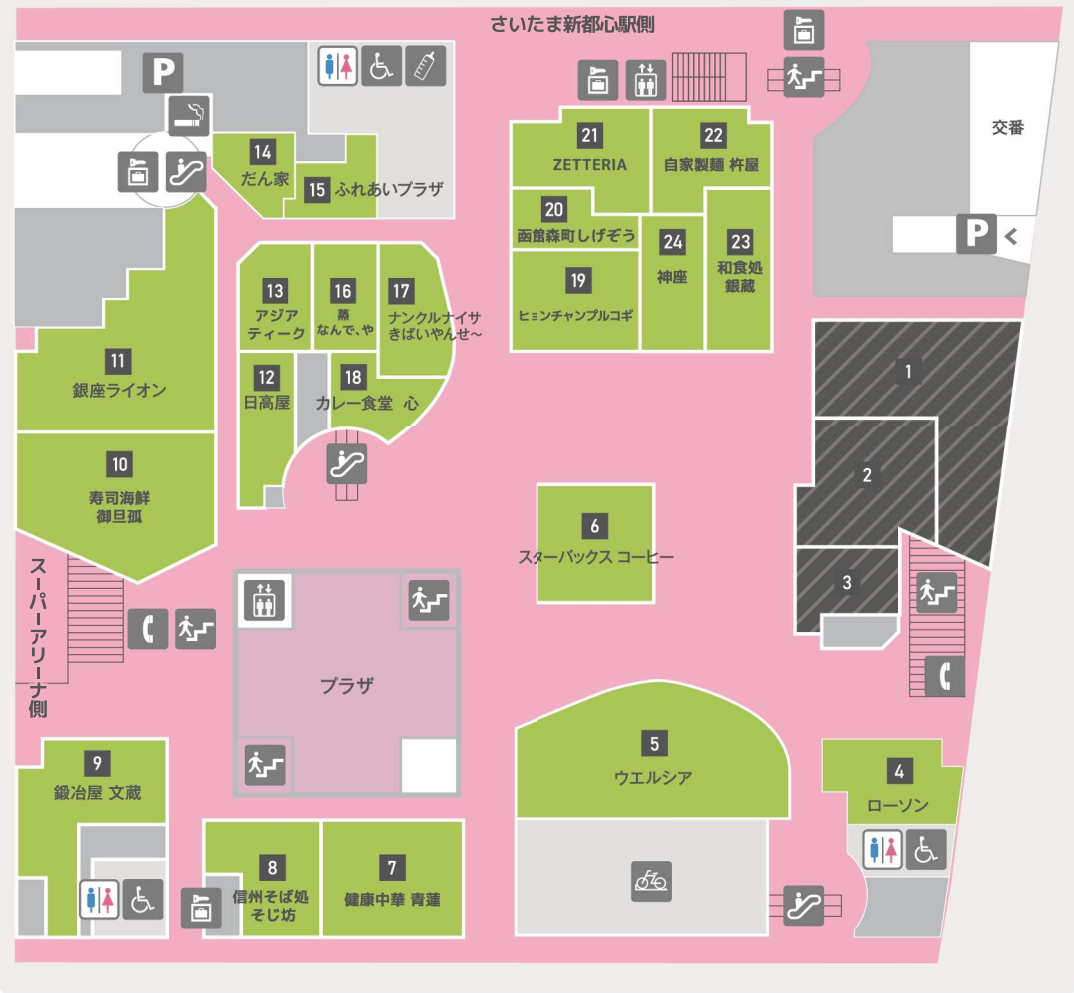 さいたま新都心駅側
P
交番
14
だん家
15 ふれあいプラザ
21
ZETTERIA
22
自家製麺 杵屋
20
函館森町しげぞう
24
神座
23
和食処
銀蔵
19
ヒョンチャンプルコギ
P
13
アジア
ティーク
16
蒸
なんで、や
17
ナンクルナイサ
きばいやんせ〜
11
銀座ライオン
12
日高屋
18
カレー食堂 心
1
2
3
10
寿司海鮮
御旦孤
6
スターバックス コーヒー
スーパーアリーナ側
プラザ
5
ウエルシア
4
ローソン
9
鍛冶屋 文蔵
8
信州そば処
そじ坊
7
健康中華 青蓮